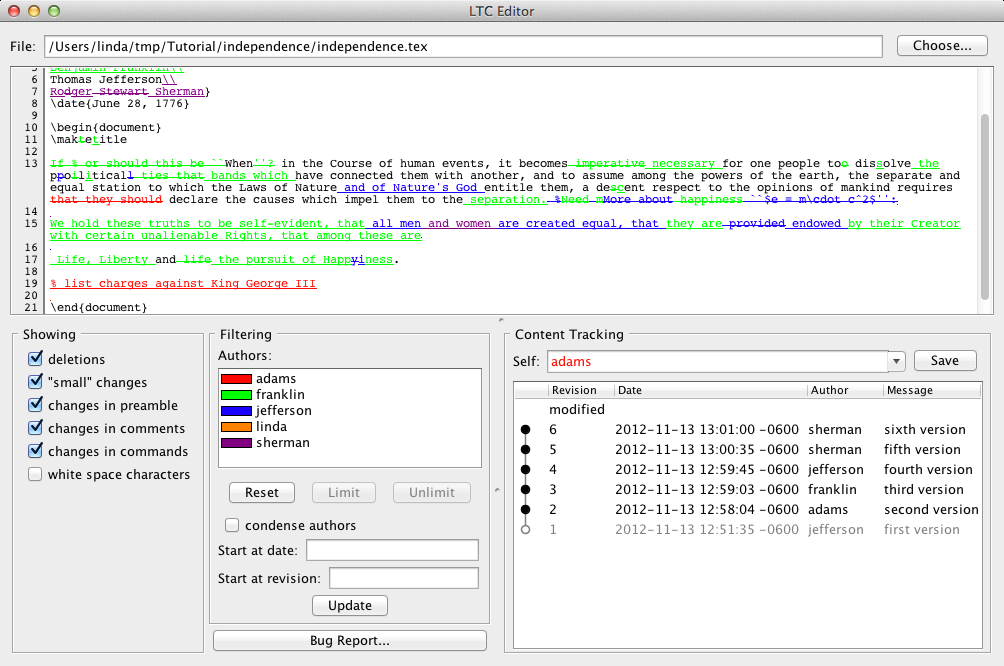 LTC Editor
File: /Users/linda/tmp/Tutorial/independence/independence.tex Choose...
5 Benjamin Franklin\\
6 Thomas Jefferson\\
7 Rodger Stewart Sherman}
8 \date{June 28, 1776}
9
10 \begin{document}
11 \maktetitle
12
13 If % or should this be ``When''? in the Course of human events, it becomes imperative necessary for one people too dissolve the
ppoiliticall ties that bands which have connected them with another, and to assume among the powers of the earth, the separate and
equal station to which the Laws of Nature and of Nature's God entitle them, a descent respect to the opinions of mankind requires
that they should declare the causes which impel them to the separation. %Need mMore about happiness ``$e = m\cdot c^2$'':
14
15 We hold these truths to be self-evident, that all men and women are created equal, that they are provided endowed by their Creator
with certain unalienable Rights, that among these are
16
17 Life, Liberty and life the pursuit of Happyiness.
18
19 % list charges against King George III
20
21 \end{document}
Showing
deletions
"small" changes
changes in preamble
changes in comments
changes in commands
white space characters
Filtering
Authors:
adams
franklin
jefferson
linda
sherman
Reset Limit Unlimit
condense authors
Start at date:
Start at revision:
Update
Bug Report...
Content Tracking
Self: adams Save
Revision Date Author Message
modified
6 2012-11-13 13:01:00 -0600 sherman sixth version
5 2012-11-13 13:00:35 -0600 sherman fifth version
4 2012-11-13 12:59:45 -0600 jefferson fourth version
3 2012-11-13 12:59:03 -0600 franklin third version
2 2012-11-13 12:58:04 -0600 adams second version
1 2012-11-13 12:51:35 -0600 jefferson first version